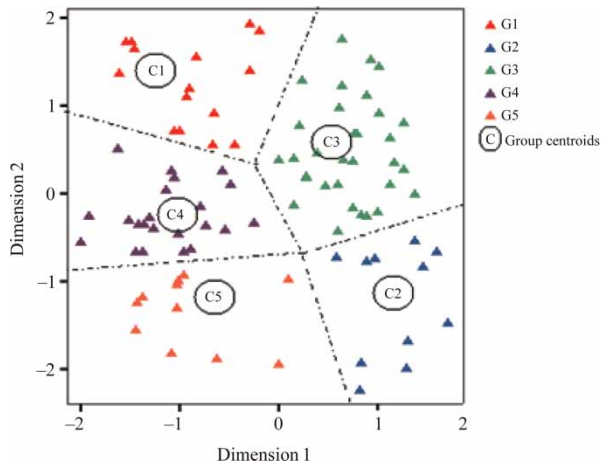 2
1
0
−1
−2
Dimension 2
−2
−1
0
1
2
Dimension 1
C1
C3
C4
C5
C2
G1
G2
G3
G4
G5
C Group centroids